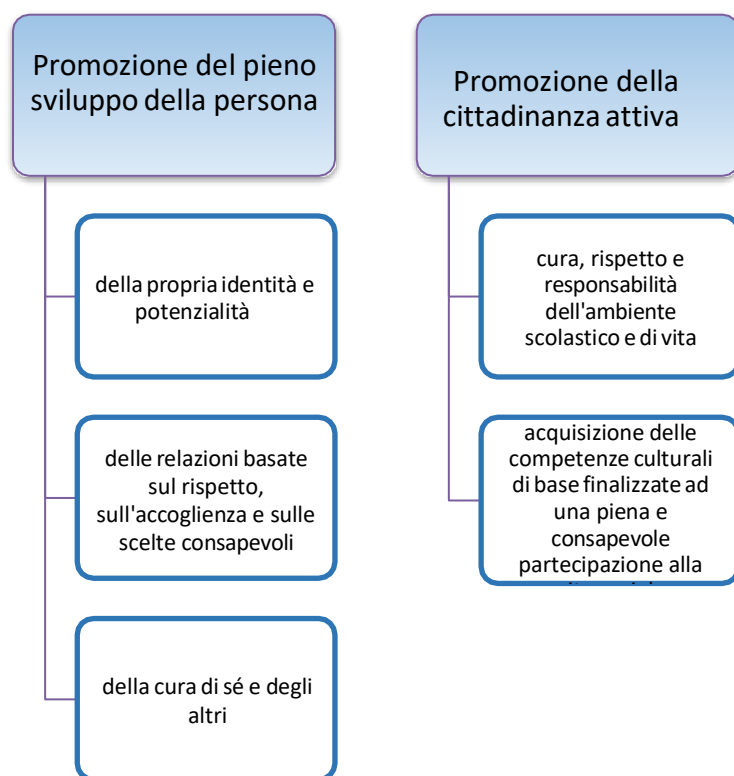 Promozione del pieno
sviluppo della persona
della propria identità e
potenzialità
delle relazioni basate
sul rispetto,
sull'accoglienza e sulle
scelte consapevoli
della cura di sé e degli
altri
Promozione della
cittadinanza attiva
cura, rispetto e
responsabilità
dell'ambiente
scolastico e di vita
acquisizione delle
competenze culturali
di base finalizzate ad
una piena e
consapevole
partecipazione alla